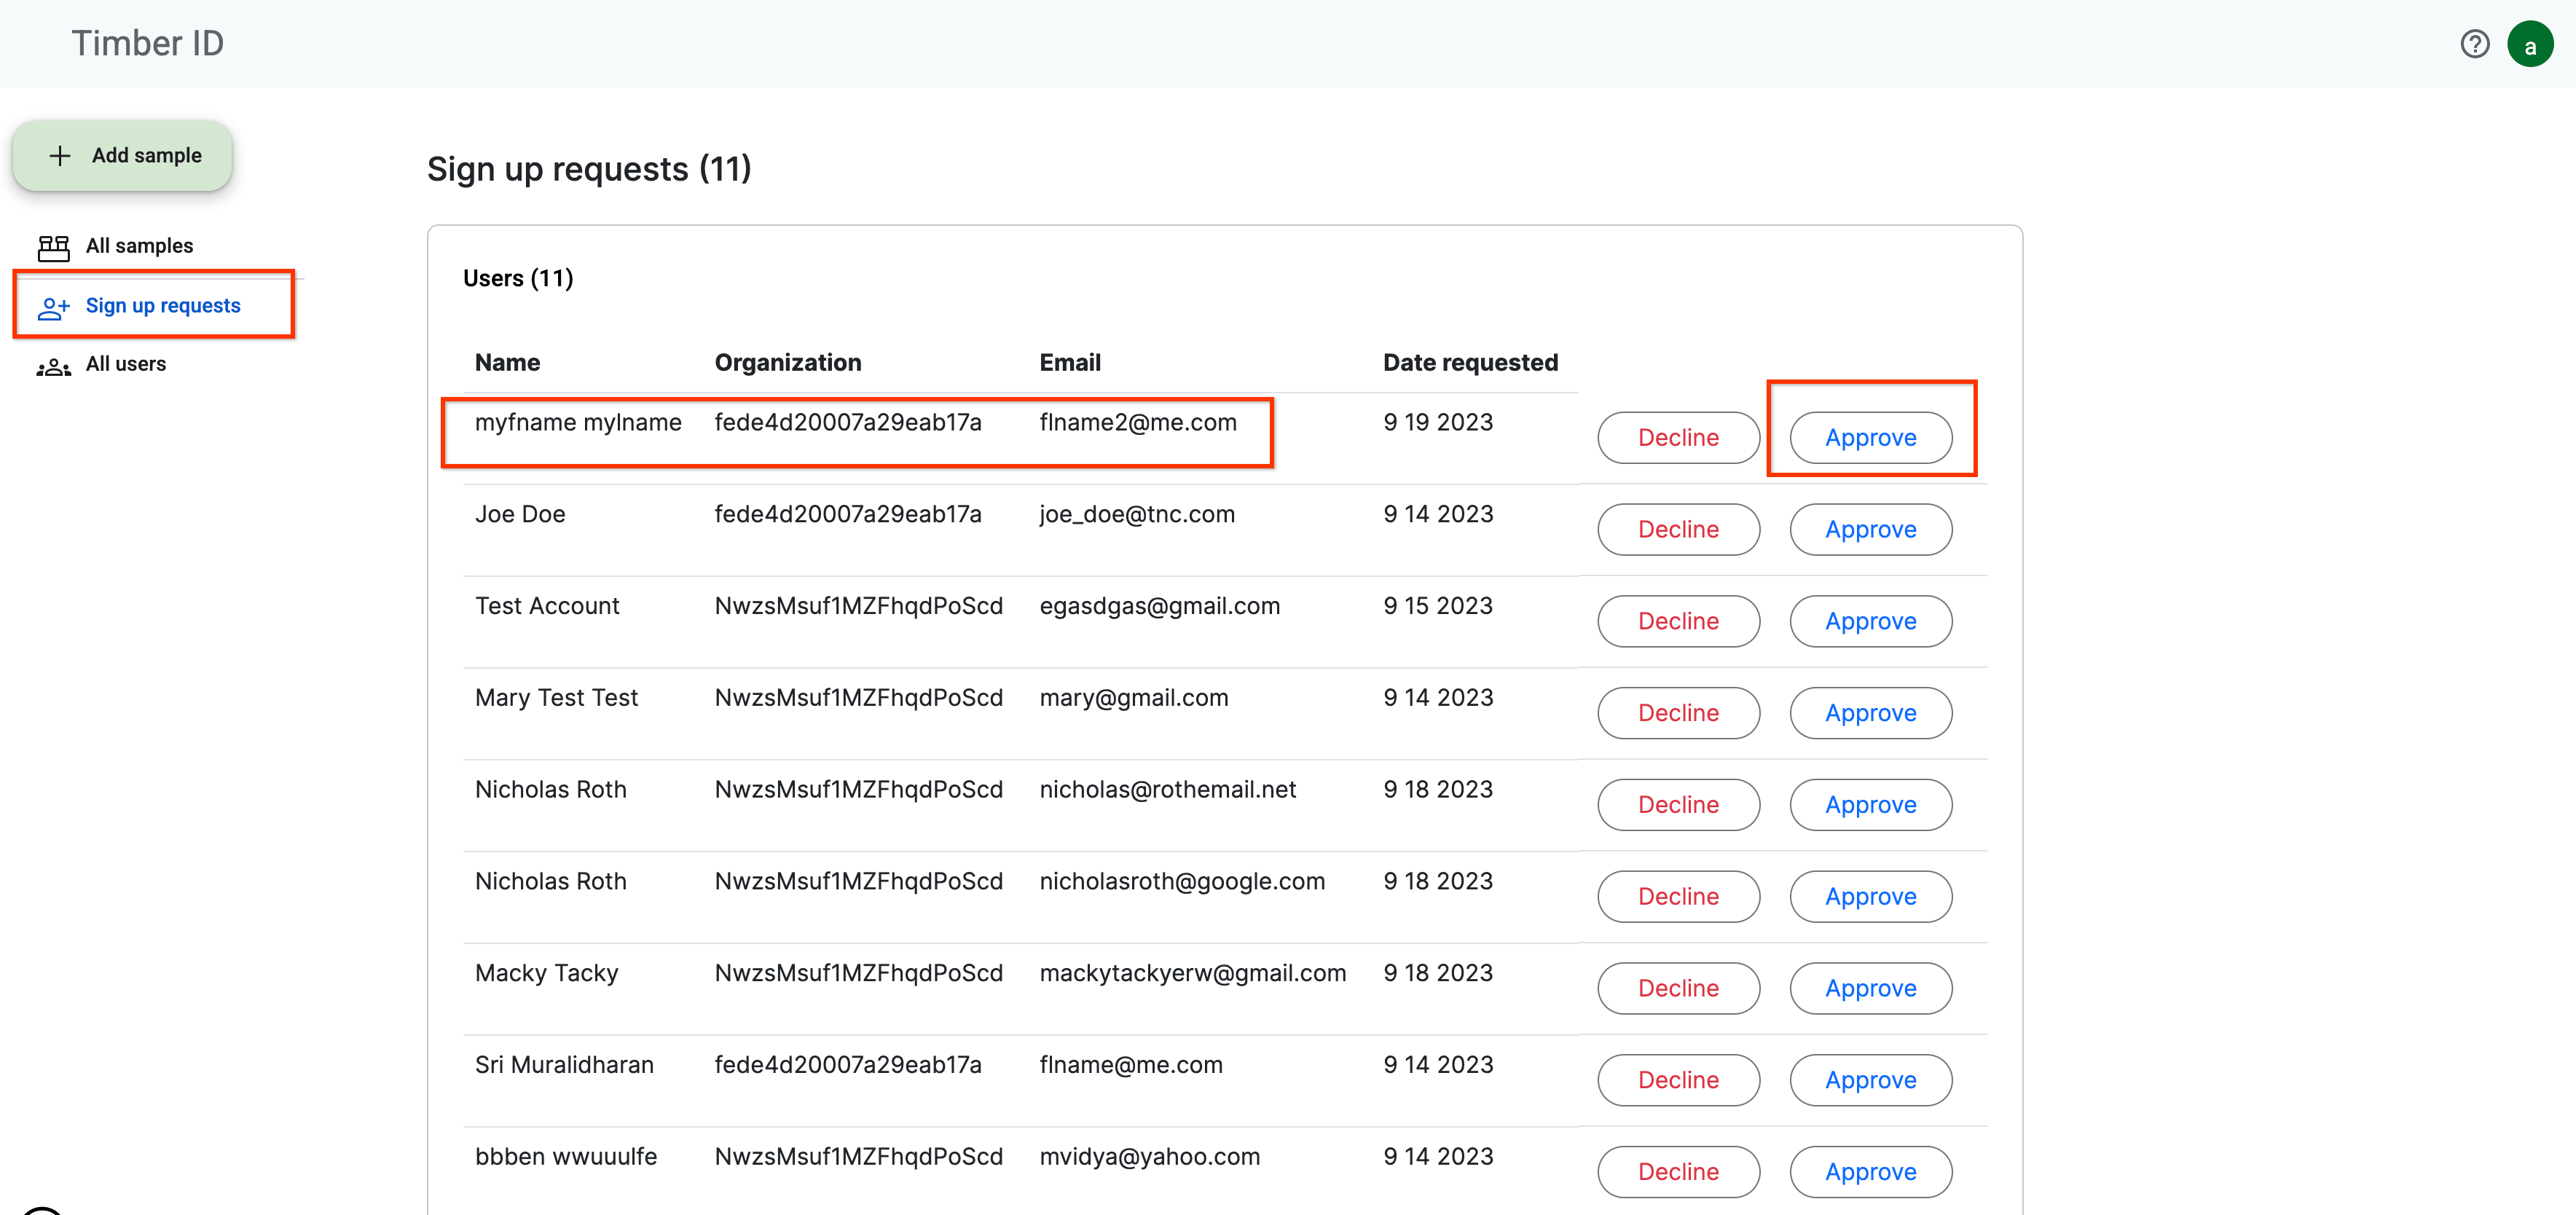 Timber ID
a
Add sample
All samples
Sign up requests
All users
Sign up requests (11)
Users (11)
Name Organization Email Date requested
myfname mylname fede4d20007a29eab17a flname2@me.com 9 19 2023 Decline Approve
Joe Doe fede4d20007a29eab17a joe_doe@tnc.com 9 14 2023 Decline Approve
Test Account NwzsMsuf1MZFhqdPoScd egasdgas@gmail.com 9 15 2023 Decline Approve
Mary Test Test NwzsMsuf1MZFhqdPoScd mary@gmail.com 9 14 2023 Decline Approve
Nicholas Roth NwzsMsuf1MZFhqdPoScd nicholas@rothemail.net 9 18 2023 Decline Approve
Nicholas Roth NwzsMsuf1MZFhqdPoScd nicholasroth@google.com 9 18 2023 Decline Approve
Macky Tacky NwzsMsuf1MZFhqdPoScd mackytackyerw@gmail.com 9 18 2023 Decline Approve
Sri Muralidharan fede4d20007a29eab17a flname@me.com 9 14 2023 Decline Approve
bbben wwuuulfe NwzsMsuf1MZFhqdPoScd mvidya@yahoo.com 9 14 2023 Decline Approve